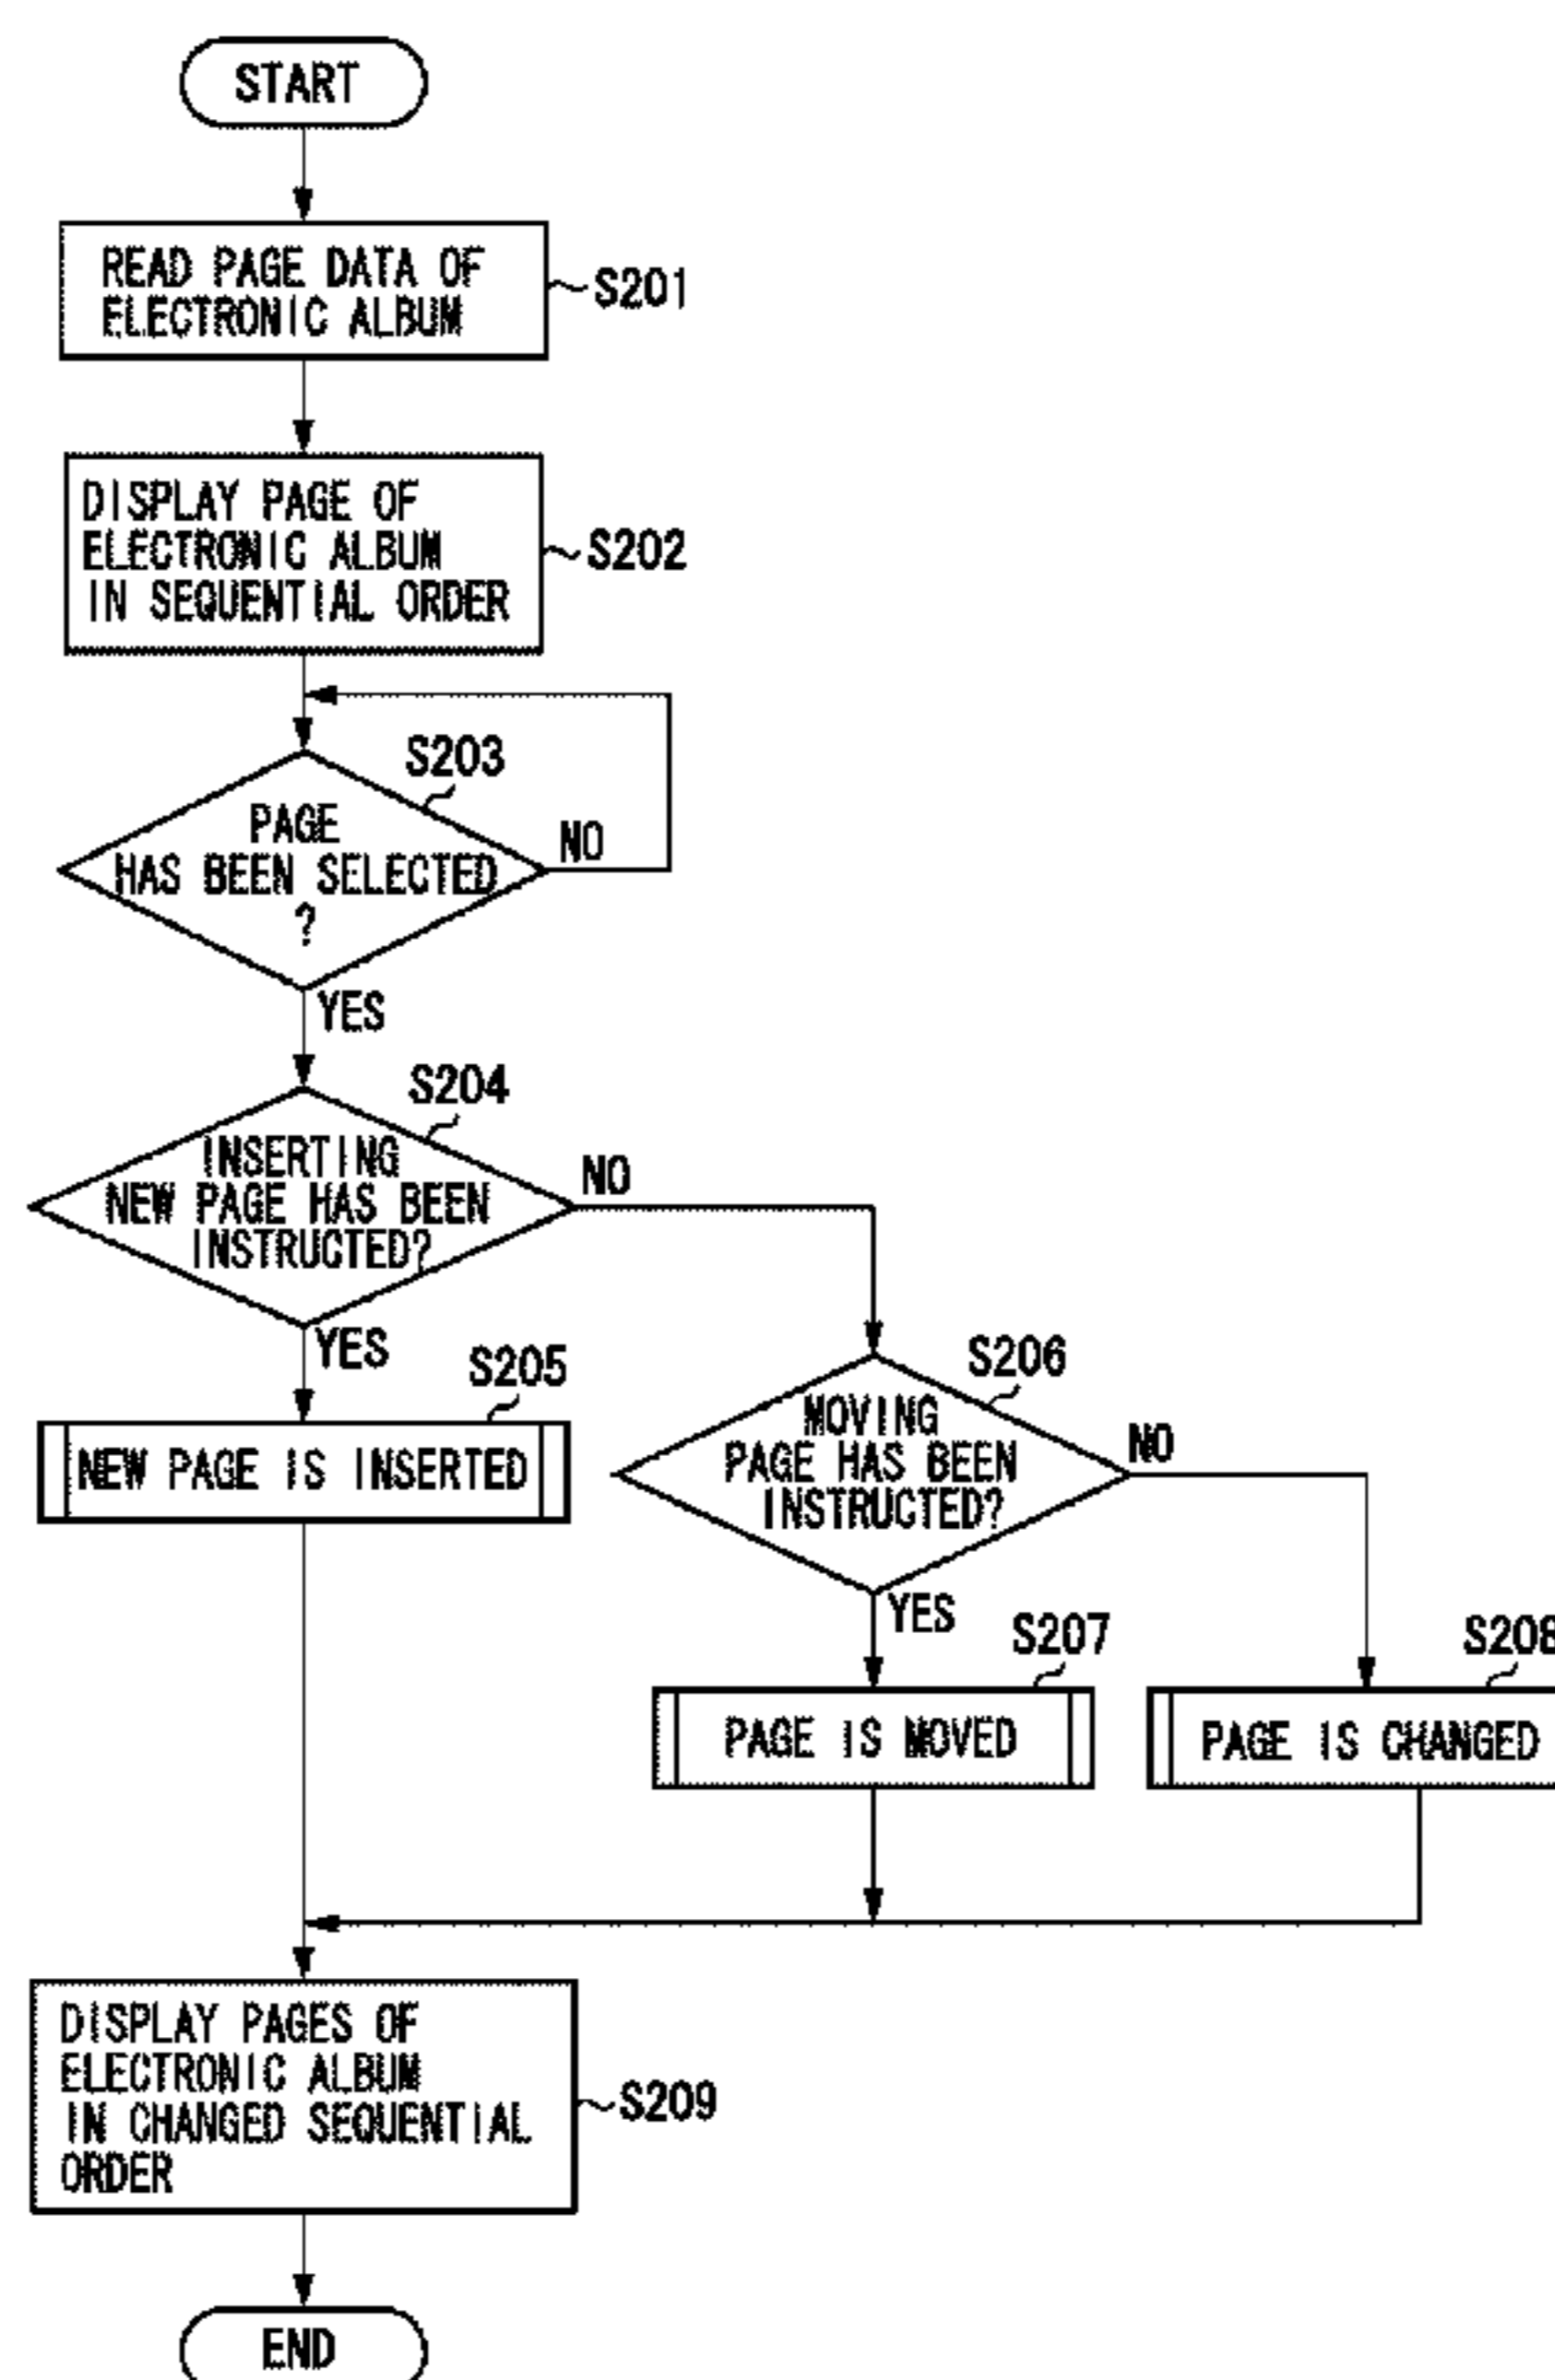 START
READ PAGE DATA OF
ELECTRONIC ALBUM
S201
DISPLAY PAGE OF
ELECTRONIC ALBUM
IN SEQUENTIAL ORDER
S202
S203
PAGE
HAS BEEN SELECTED
?
NO
YES
S204
INSERTING
NEW PAGE HAS BEEN
INSTRUCTED?
NO
YES
S205
NEW PAGE IS INSERTED
S206
MOVING
PAGE HAS BEEN
INSTRUCTED?
NO
YES
S207
PAGE IS MOVED
S208
PAGE IS CHANGED
DISPLAY PAGES OF
ELECTRONIC ALBUM
IN CHANGED SEQUENTIAL
ORDER
S209
END